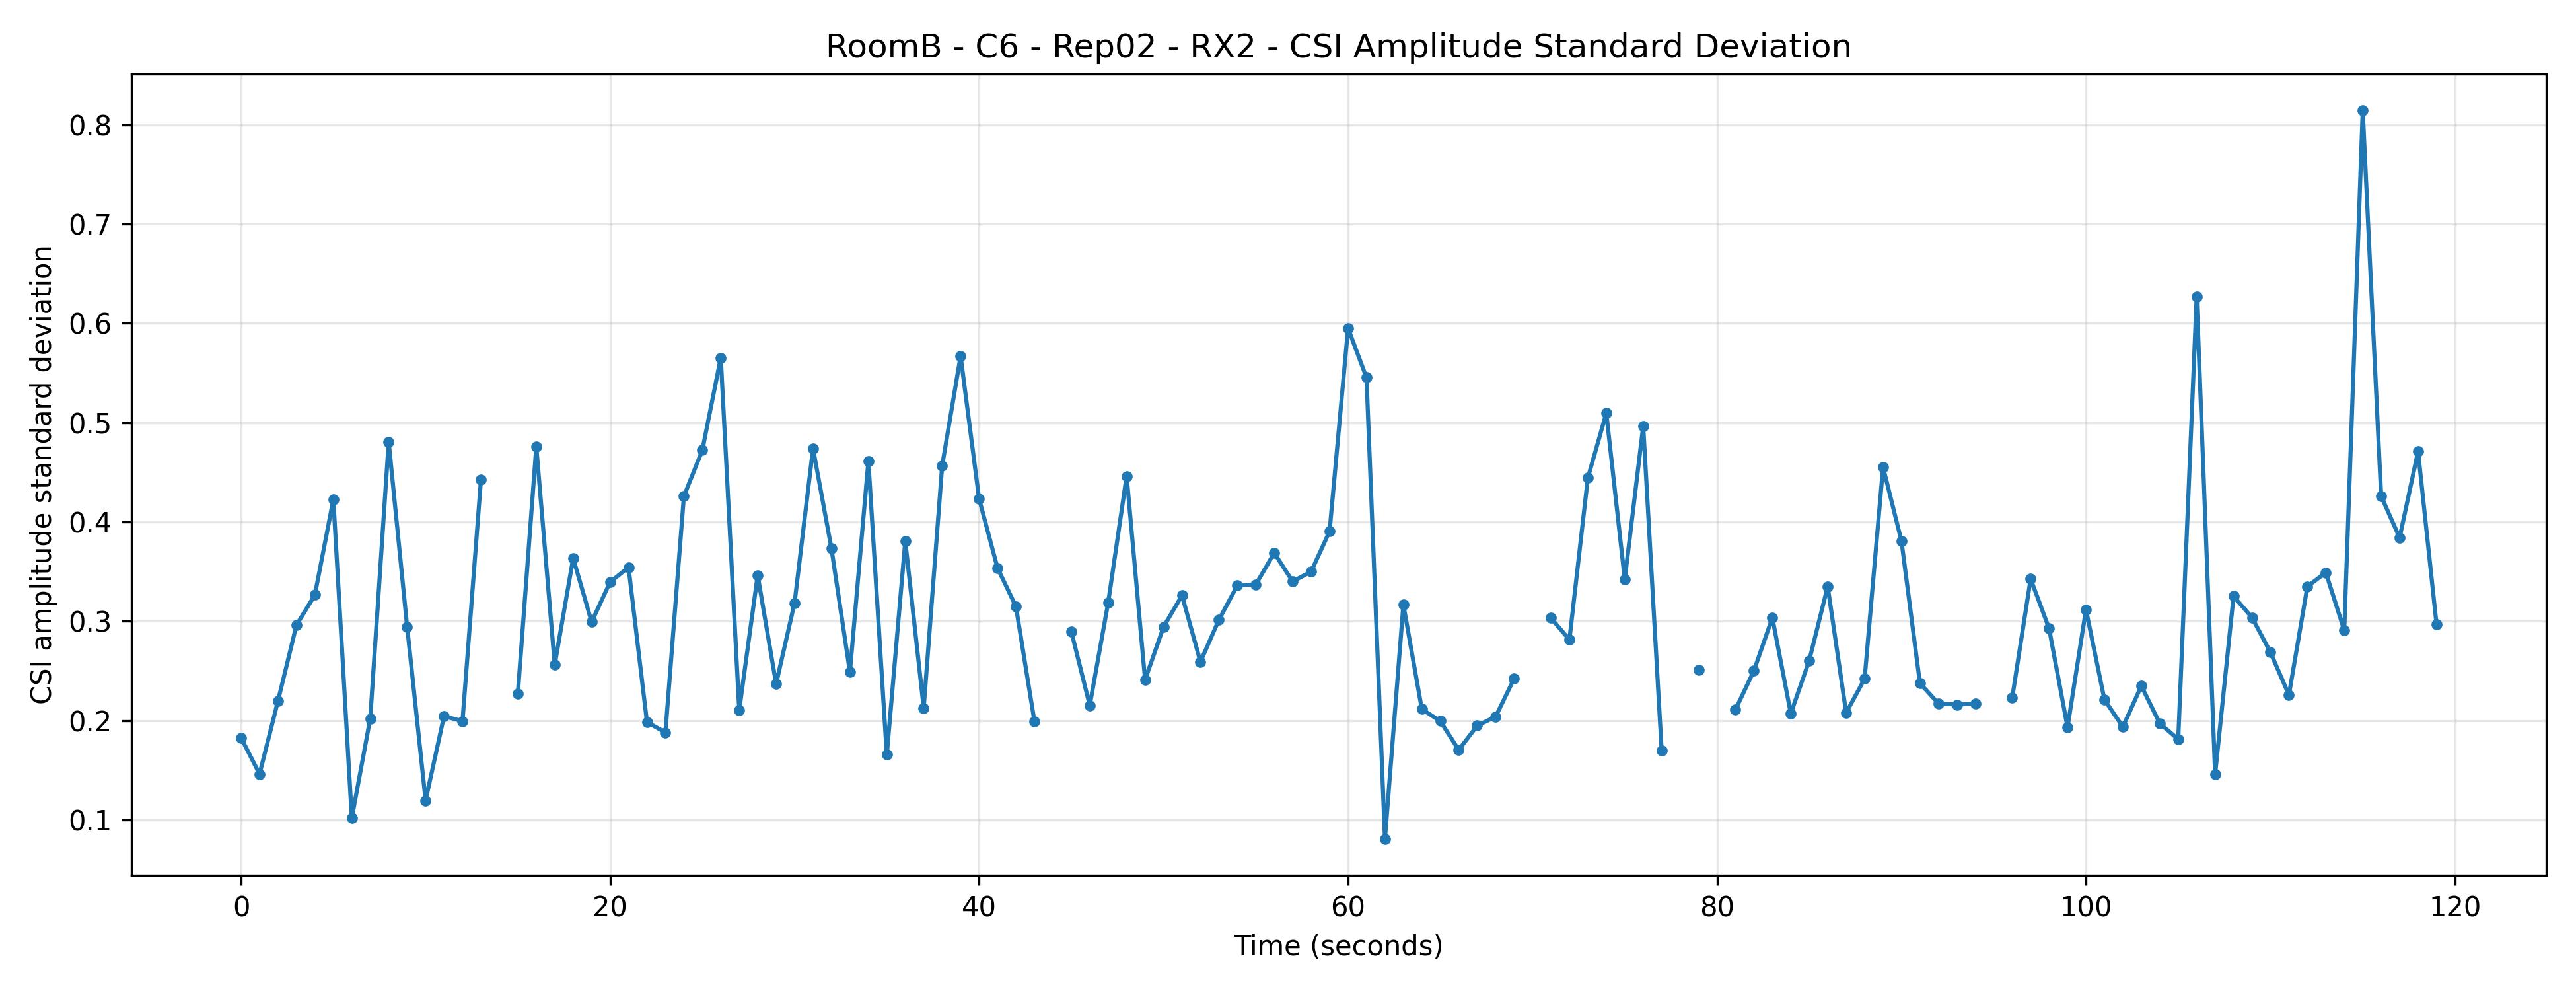 RoomB - C6 - Rep02 - RX2 - CSI Amplitude Standard Deviation
0.8
0.7
0.6
0.5
0.4
0.3
0.2
0.1
CSI amplitude standard deviation
0 20 40 60 80 100 120
Time (seconds)